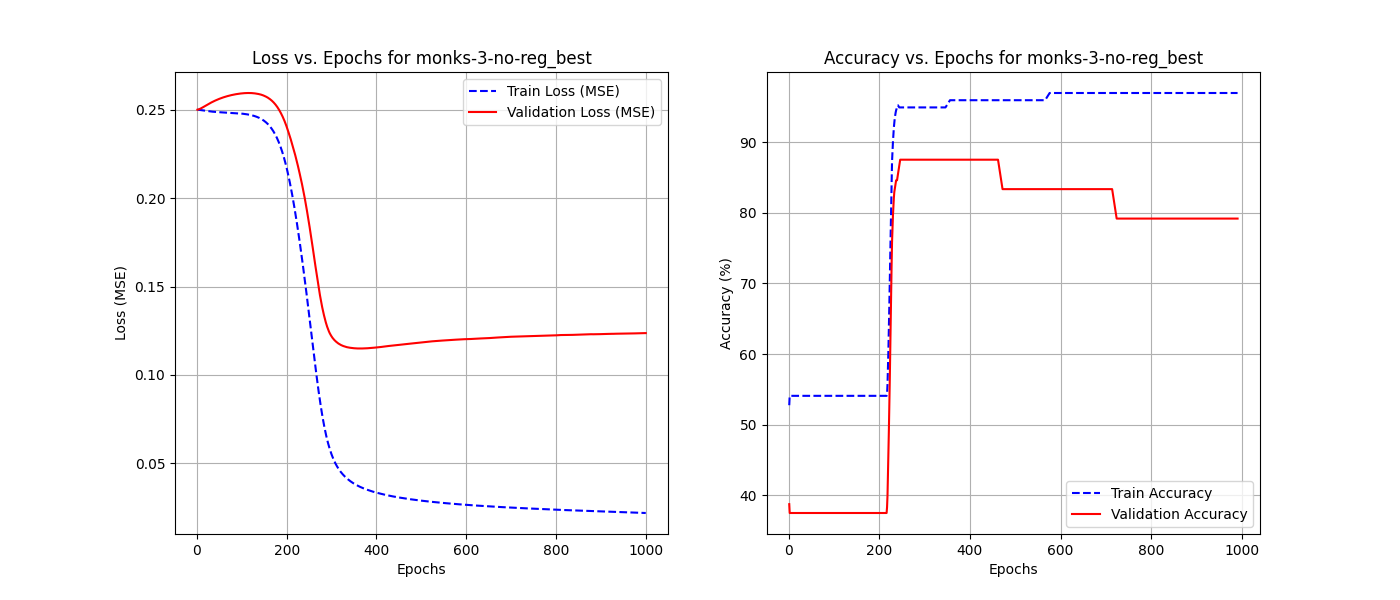 Loss vs. Epochs for monks-3-no-reg_best
Train Loss (MSE)
Validation Loss (MSE)
0.25
0.20
0.15
0.10
0.05
Loss (MSE)
0
200
400
600
800
1000
Epochs
Accuracy vs. Epochs for monks-3-no-reg_best
90
80
70
60
50
40
Accuracy (%)
Train Accuracy
Validation Accuracy
0
200
400
600
800
1000
Epochs